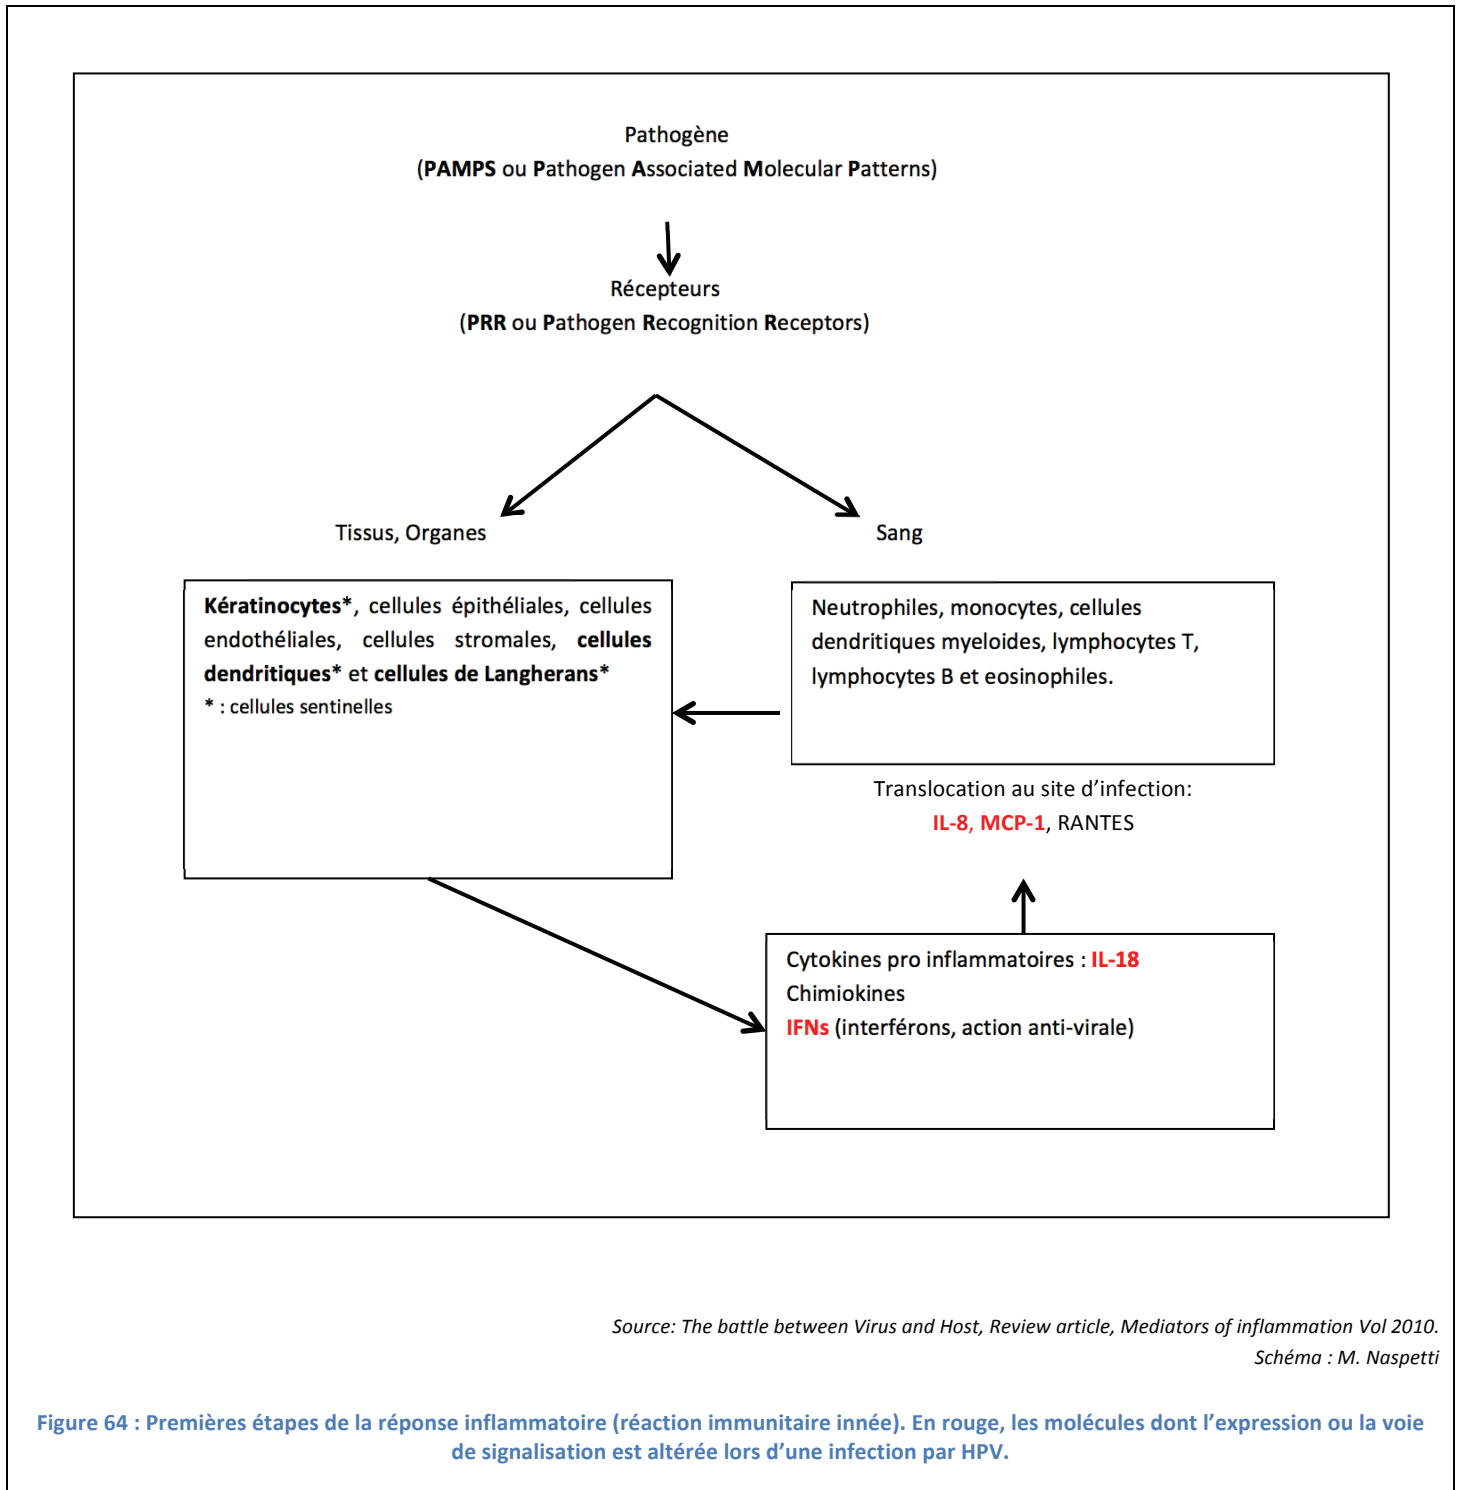 Pathogène
(PAMPS ou Pathogen Associated Molecular Patterns)
Récepteurs
(PRR ou Pathogen Recognition Receptors)
Tissus, Organes
Sang
Kératinocytes*, cellules épithéliales, cellules
endothéliales, cellules stromales, cellules
dendritiques* et cellules de Langherans*
* : cellules sentinelles
Neutrophiles, monocytes, cellules
dendritiques myeloides, lymphocytes T,
lymphocytes B et eosinophiles.
Translocation au site d’infection:
IL-8, MCP-1, RANTES
Cytokines pro inflammatoires : IL-18
Chimiokines
IFNs (interférons, action anti-virale)
Source: The battle between Virus and Host, Review article, Mediators of inflammation Vol 2010.
Schéma : M. Naspetti
Figure 64 : Premières étapes de la réponse inflammatoire (réaction immunitaire innée). En rouge, les molécules dont l’expression ou la voie
de signalisation est altérée lors d’une infection par HPV.